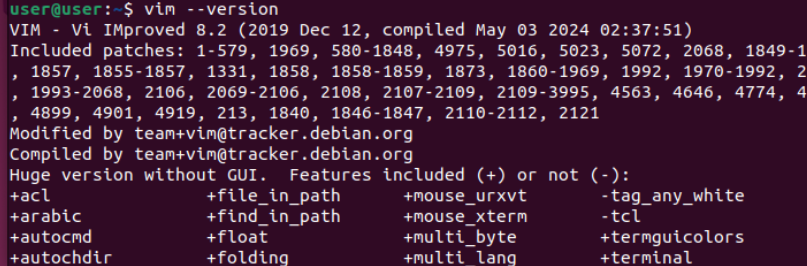 user@user:~$ vim --version
VIM - Vi IMproved 8.2 (2019 Dec 12, compiled May 03 2024 02:37:51)
Included patches: 1-579, 1969, 580-1848, 4975, 5016, 5023, 5072, 2068, 1849-1
, 1857, 1855-1857, 1331, 1858, 1858-1859, 1873, 1860-1969, 1992, 1970-1992, 2
, 1993-2068, 2106, 2069-2106, 2108, 2107-2109, 2109-3995, 4563, 4646, 4774, 4
, 4899, 4901, 4919, 213, 1840, 1846-1847, 2110-2112, 2121
Modified by team+vim@tracker.debian.org
Compiled by team+vim@tracker.debian.org
Huge version without GUI.  Features included (+) or not (-):
+acl               +file_in_path      +mouse_urxvt       -tag_any_white
+arabic            +find_in_path      +mouse_xterm       -tcl
+autocmd           +float             +multi_byte        +termguicolors
+autochdir         +folding           +multi_lang        +terminal